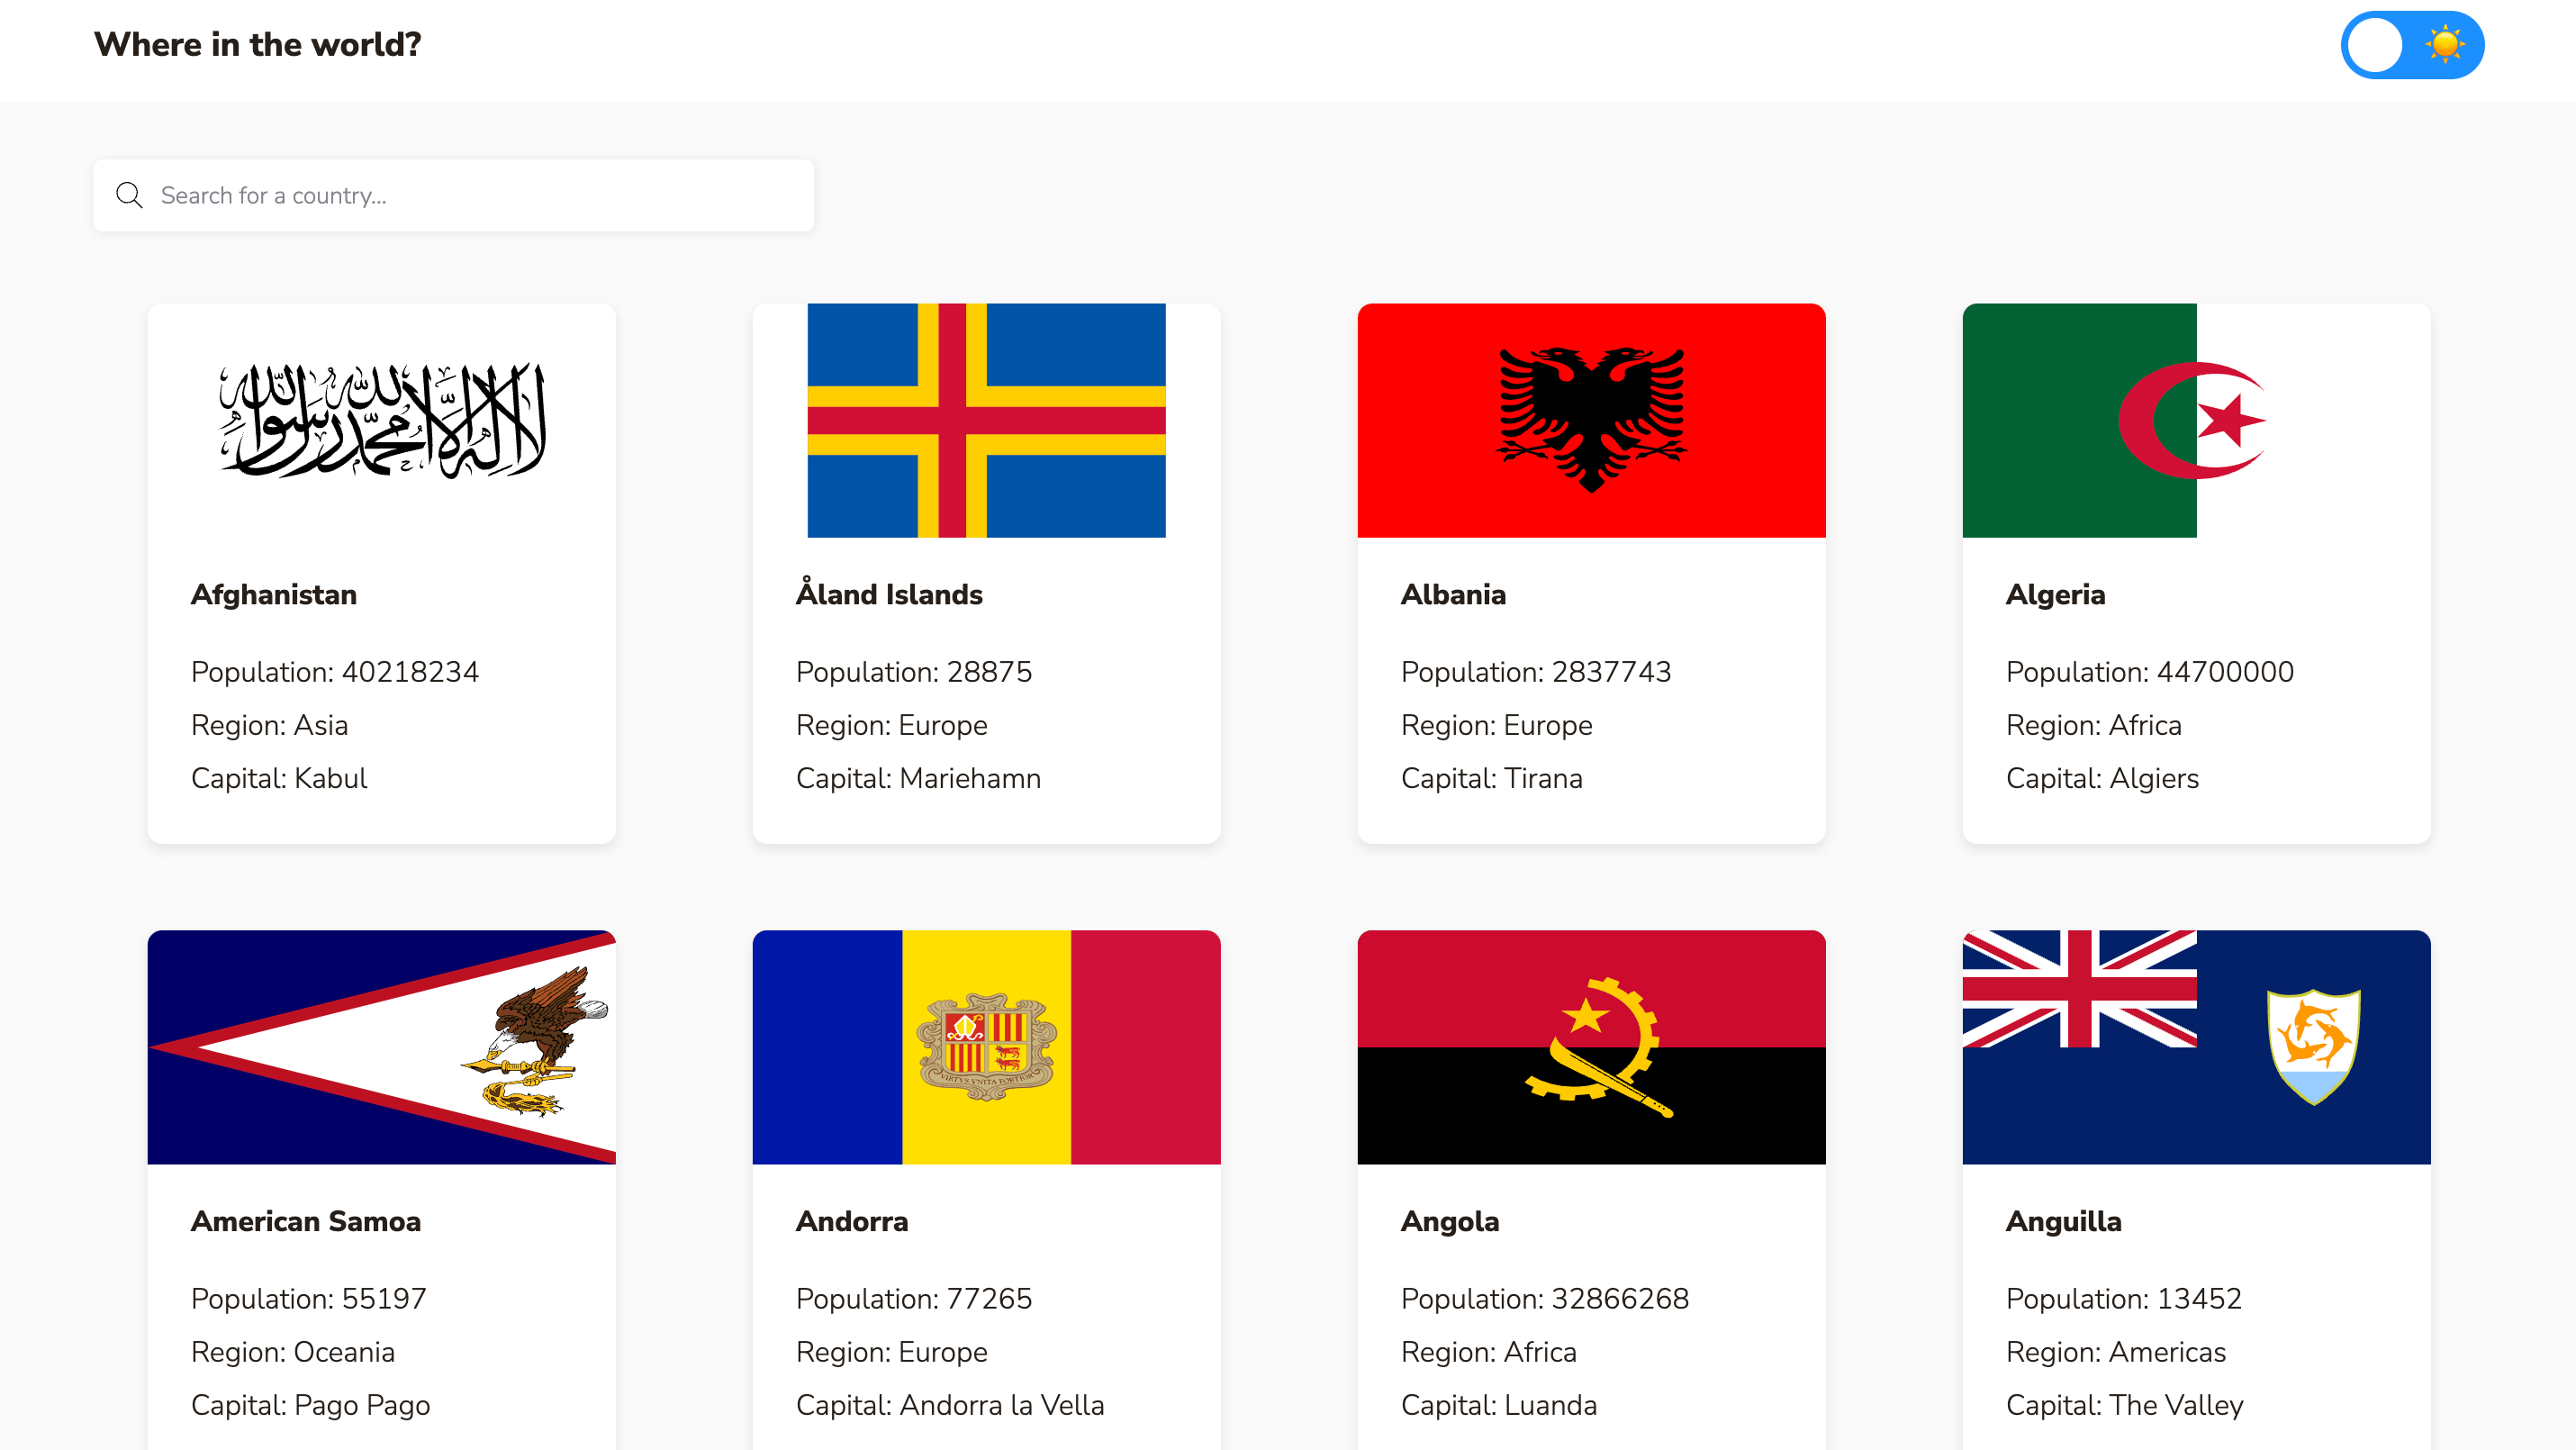 Where in the world?
Search for a country...
لا إله إلا الله محمد رسول الله
Afghanistan
Population: 40218234
Region: Asia
Capital: Kabul
Åland Islands
Population: 28875
Region: Europe
Capital: Mariehamn
Albania
Population: 2837743
Region: Europe
Capital: Tirana
Algeria
Population: 44700000
Region: Africa
Capital: Algiers
VIRTVS VNITA FORTIOR
American Samoa
Population: 55197
Region: Oceania
Capital: Pago Pago
Andorra
Population: 77265
Region: Europe
Capital: Andorra la Vella
Angola
Population: 32866268
Region: Africa
Capital: Luanda
Anguilla
Population: 13452
Region: Americas
Capital: The Valley